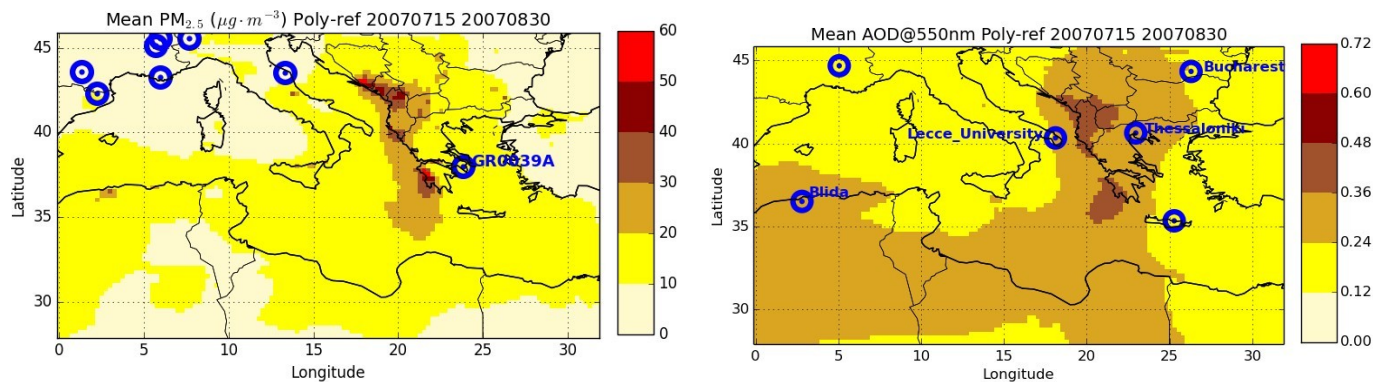 Mean PM₂.₅ (μg·m⁻³) Poly-ref 20070715 20070830
45
40
35
30
Latitude
0 5 10 15 20 25 30
Longitude
GR0039A
60
50
40
30
20
10
0
Mean AOD@550nm Poly-ref 20070715 20070830
45
40
35
30
Latitude
0 5 10 15 20 25 30
Longitude
Bucharest
Lecce_University
Thessaloniki
Blida
0.72
0.60
0.48
0.36
0.24
0.12
0.00